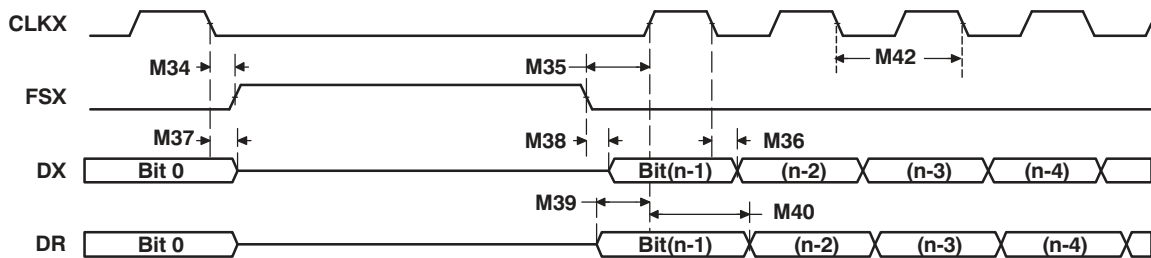 CLKX
M34
M35
M42
FSX
M37
M38
M36
DX
Bit 0
Bit(n-1)
(n-2)
(n-3)
(n-4)
M39
M40
DR
Bit 0
Bit(n-1)
(n-2)
(n-3)
(n-4)